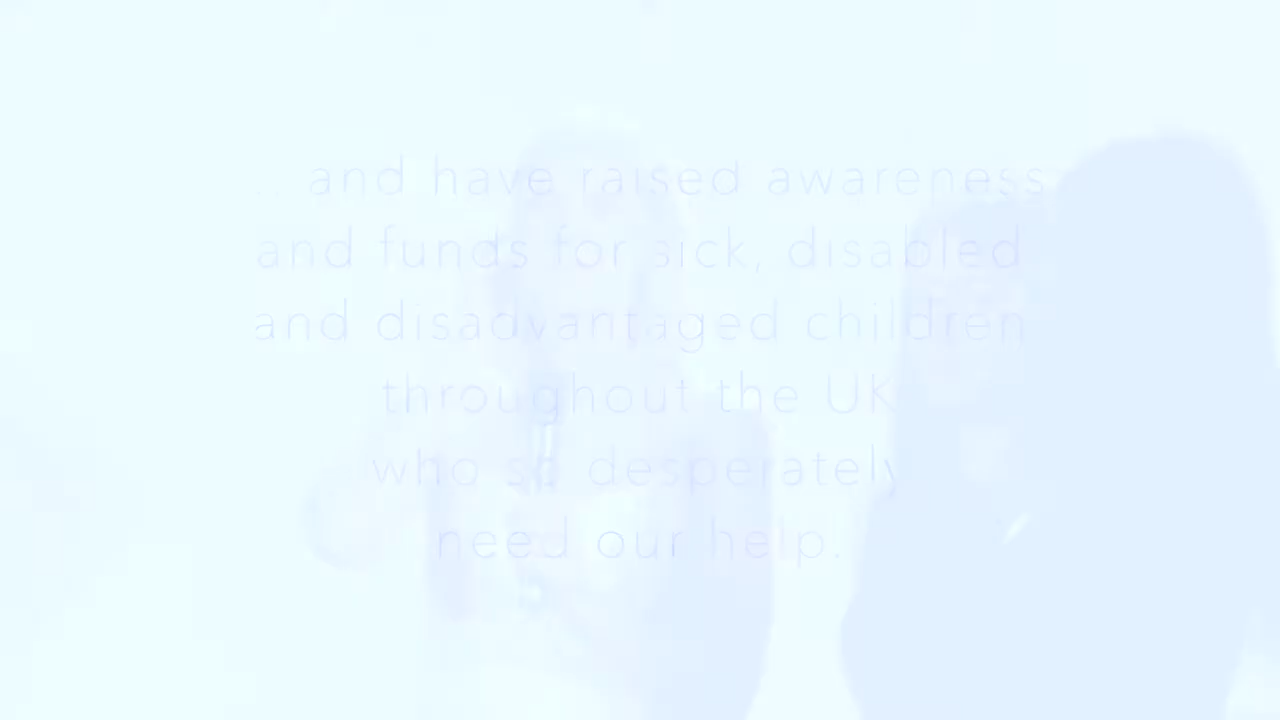 .. and have raised awareness
and funds for sick, disabled
and disadvantaged children
throughout the UK
who so desperately
need our help.